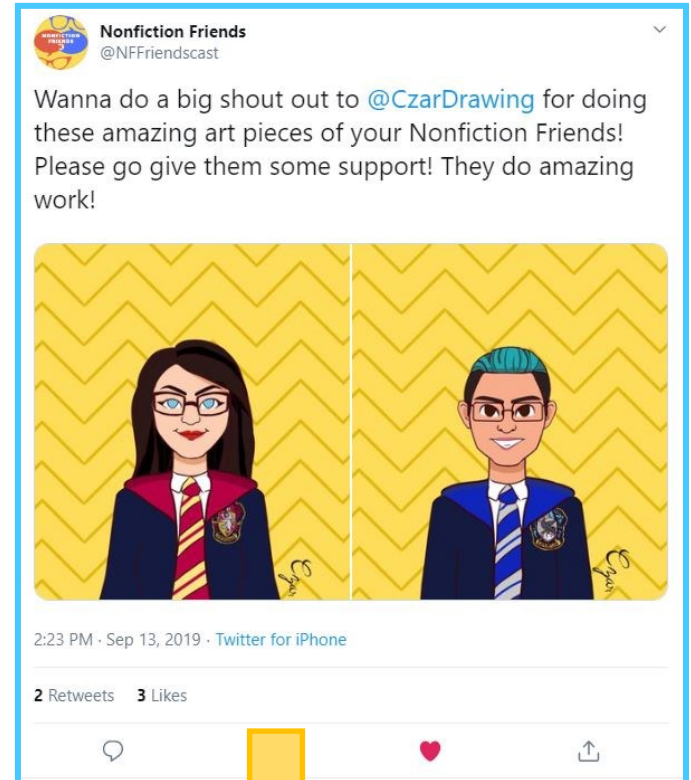 Nonfiction Friends
@NFFriendscast
Wanna do a big shout out to @CzarDrawing for doing
these amazing art pieces of your Nonfiction Friends!
Please go give them some support! They do amazing
work!
Czar
Czar
2:23 PM · Sep 13, 2019 · Twitter for iPhone
2 Retweets 3 Likes